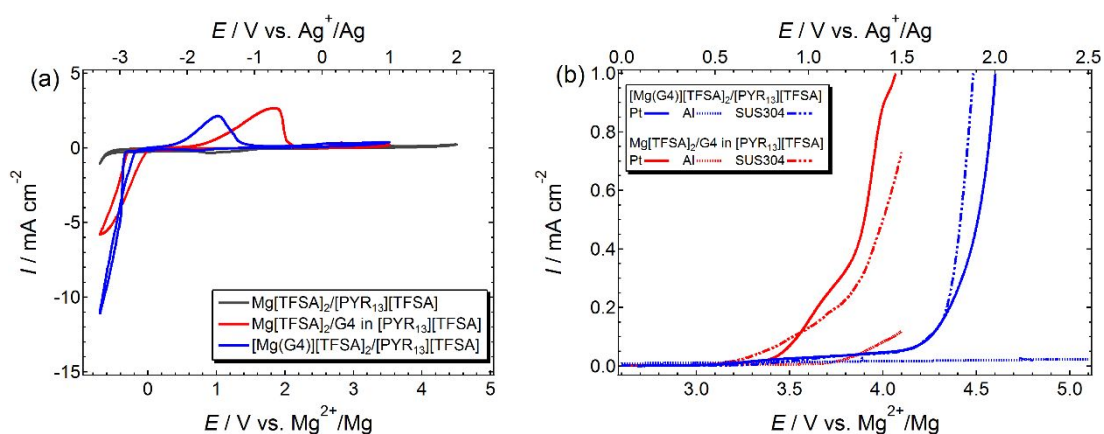 E / V vs. Ag⁺/Ag
-3 -2 -1 0 1 2
(a)
5
0
-5
-10
-15
I / mA cm⁻²
Mg[TFSA]₂/[PYR₁₃][TFSA]
Mg[TFSA]₂/G4 in [PYR₁₃][TFSA]
[Mg(G4)][TFSA]₂/[PYR₁₃][TFSA]
0 1 2 3 4 5
E / V vs. Mg²⁺/Mg
E / V vs. Ag⁺/Ag
0.0 0.5 1.0 1.5 2.0 2.5
(b)
1.0
0.8
0.6
0.4
0.2
0.0
I / mA cm⁻²
[Mg(G4)][TFSA]₂/[PYR₁₃][TFSA]
Pt Al SUS304
Mg[TFSA]₂/G4 in [PYR₁₃][TFSA]
Pt Al SUS304
3.0 3.5 4.0 4.5 5.0
E / V vs. Mg²⁺/Mg